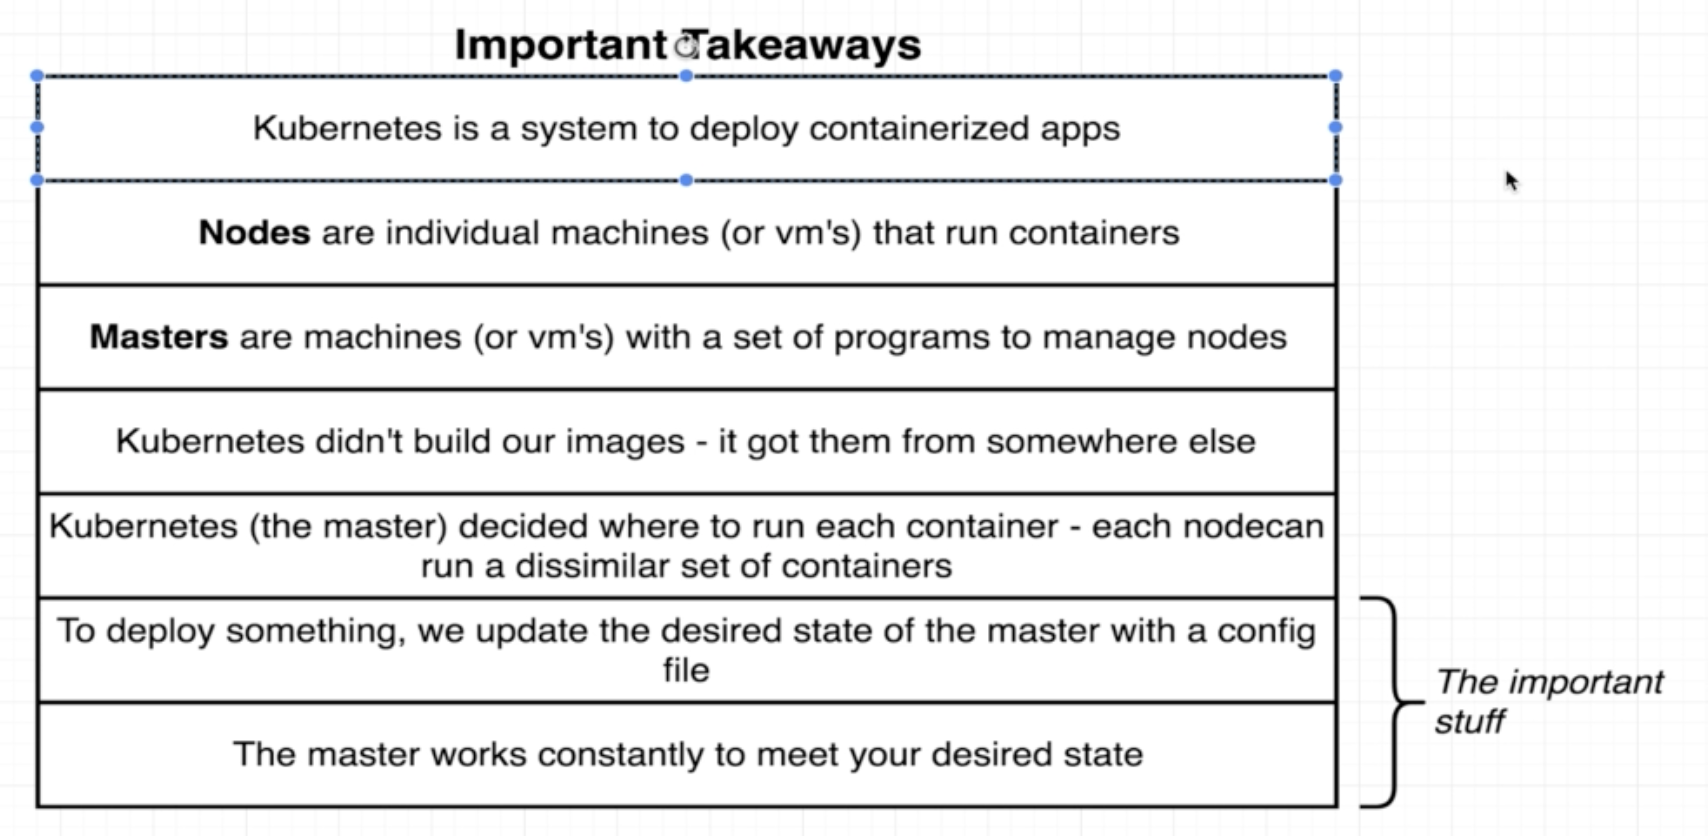 Important Takeaways
Kubernetes is a system to deploy containerized apps
Nodes are individual machines (or vm's) that run containers
Masters are machines (or vm's) with a set of programs to manage nodes
Kubernetes didn't build our images - it got them from somewhere else
Kubernetes (the master) decided where to run each container - each nodecan
run a dissimilar set of containers
To deploy something, we update the desired state of the master with a config
file
The master works constantly to meet your desired state
The important
stuff